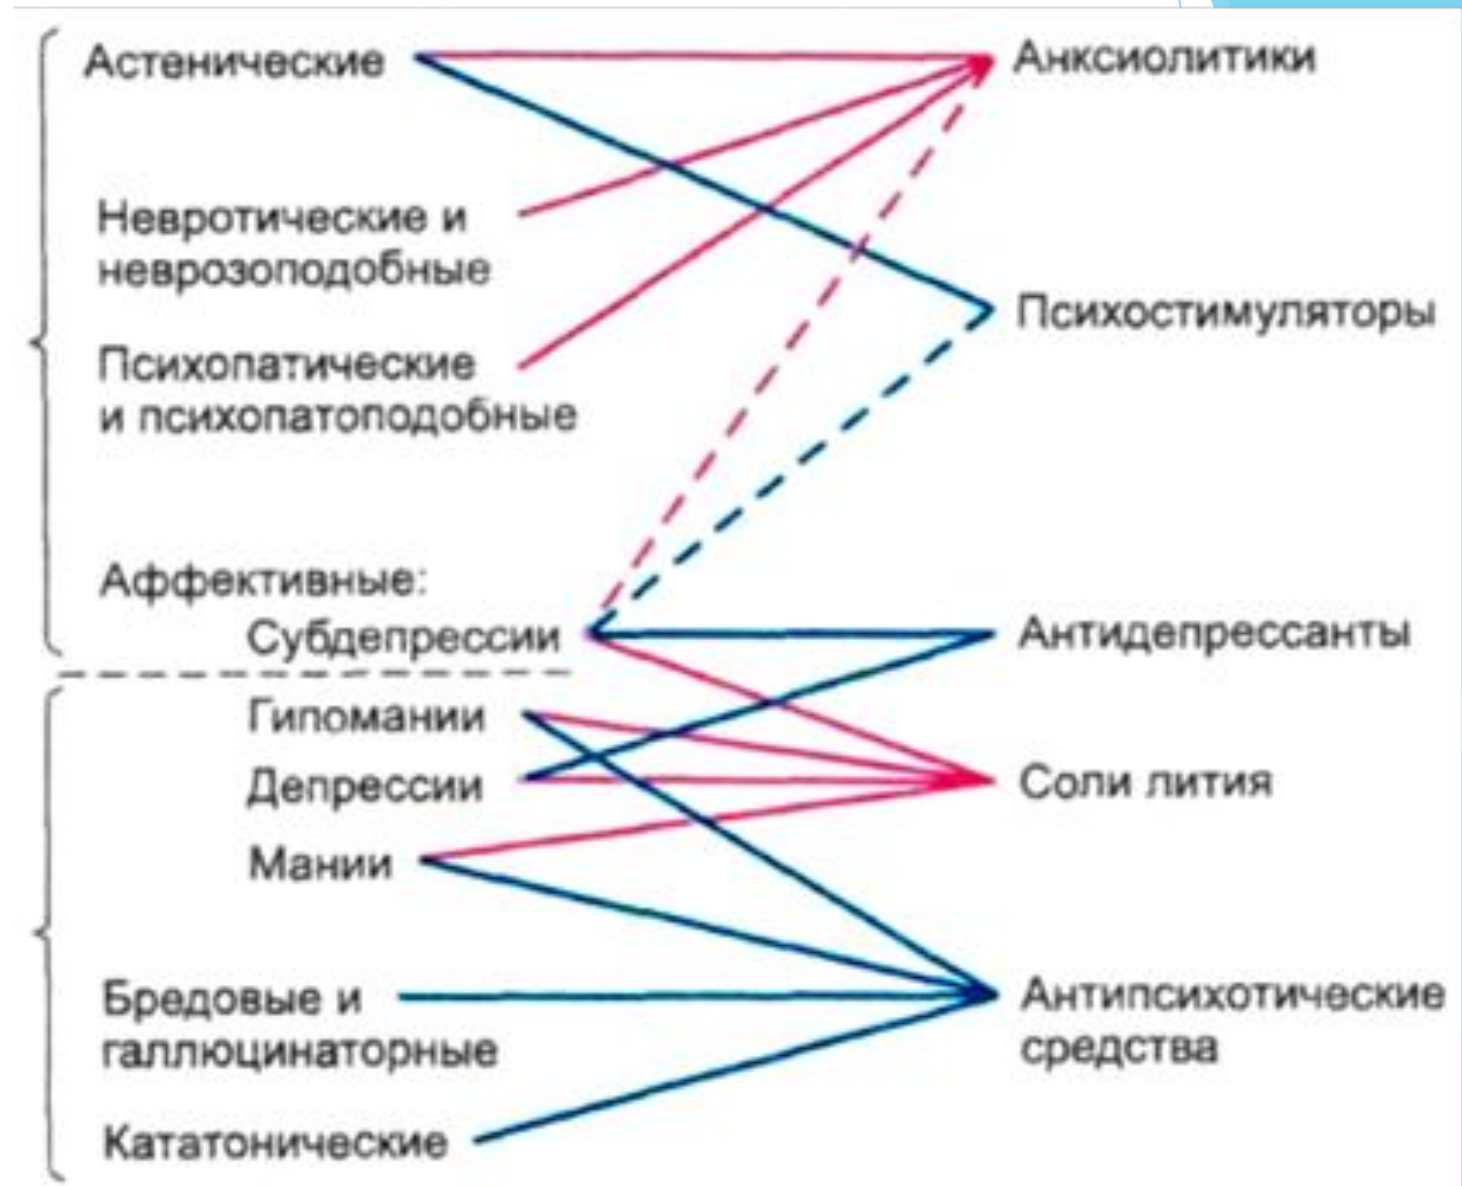 Астенические
Анксиолитики
Невротические и
неврозоподобные
Психостимуляторы
Психопатические
и психопатоподобные
Аффективные:
Субдепрессии
Антидепрессанты
Гипомании
Депрессии
Соли лития
Мании
Бредовые и
галлюцинаторные
Антипсихотические
средства
Кататонические